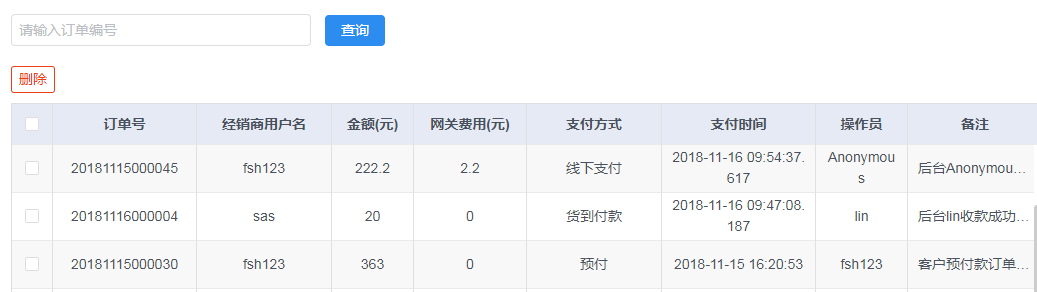 请输入订单编号 查询
删除
订单号 经销商用户名 金额(元) 网关费用(元) 支付方式 支付时间 操作员 备注
20181115000045 fsh123 222.2 2.2 线下支付 2018-11-16 09:54:37.617 Anonymous 后台Anonymou…
20181116000004 sas 20 0 货到付款 2018-11-16 09:47:08.187 lin 后台lin收款成功…
20181115000030 fsh123 363 0 预付 2018-11-15 16:20:53 fsh123 客户预付款订单…